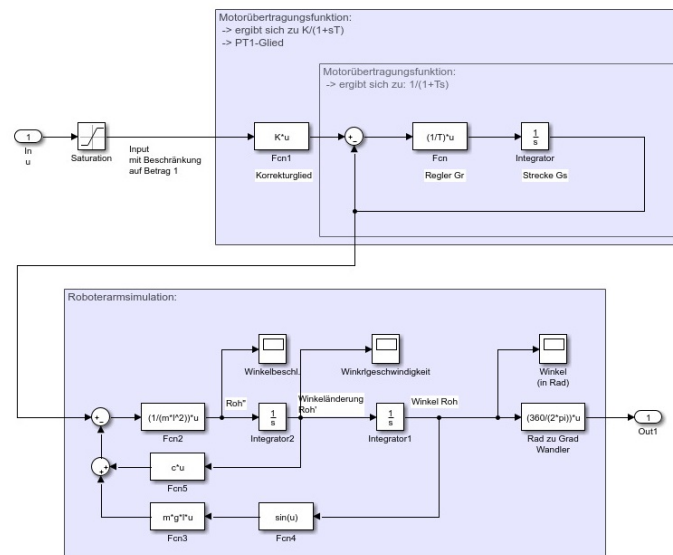 Motorübertragungsfunktion:
-> ergibt sich zu K/(1+sT)
-> PT1-Glied
Motorübertragungsfunktion:
-> ergibt sich zu: 1/(1+Ts)
1
In
u
Saturation
Input
mit Beschränkung
auf Betrag 1
K*u
Fcn1
Korrekturglied
(1/T)*u
Fcn
Regler Gr
1
s
Integrator
Strecke Gs
Roboterarmsimulation:
Winkelbeschl.
Winkrlgeschwindigkeit
Winkel
(in Rad)
(1/(m*l^2))*u
Fcn2
Roh"
1
s
Integrator2
Winkeländerung
Roh'
1
s
Integrator1
Winkel Roh
(360/(2*pi))*u
Rad zu Grad
Wandler
1
Out1
c*u
Fcn5
m*g*l*u
Fcn3
sin(u)
Fcn4